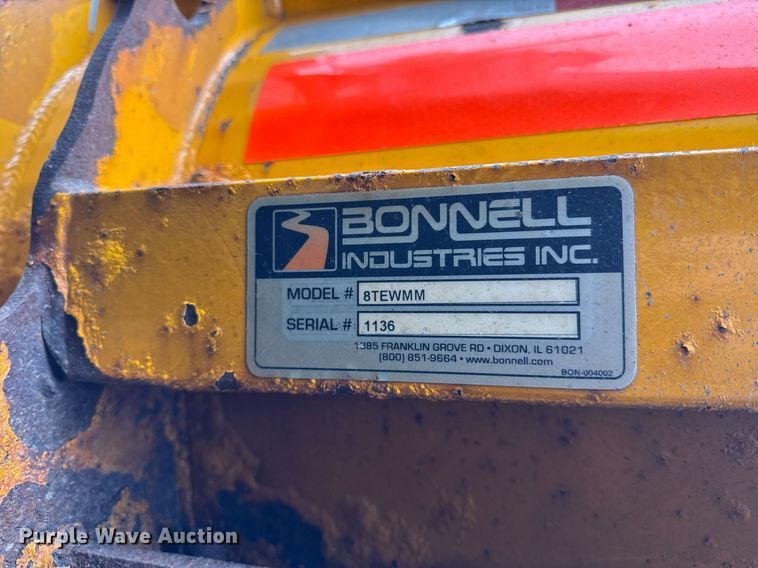 BONNELL
INDUSTRIES INC.
MODEL # 8TEWMM
SERIAL # 1136
1385 FRANKLIN GROVE RD • DIXON, IL 61021
(800) 851-9664 • www.bonnell.com
BON-004002
Purple Wave Auction